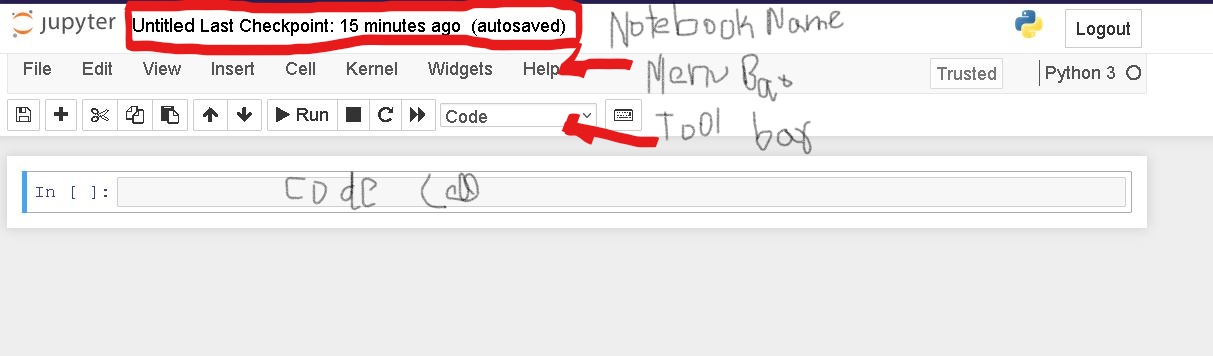 jupyter Untitled Last Checkpoint: 15 minutes ago (autosaved) Notebook Name Logout
File Edit View Insert Cell Kernel Widgets Help Menu Bar Trusted Python 3
Run Code Tool bar
In [ ]: Code Cell